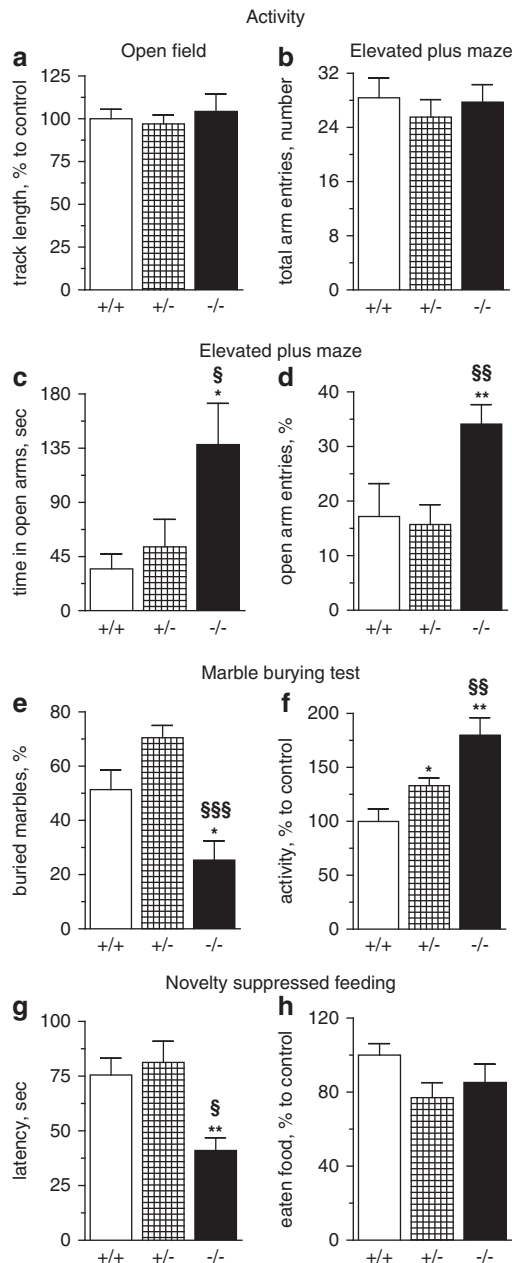 Activity
a Open field
track length, % to control
125
100
75
50
25
0
+/+ +/- -/-
b Elevated plus maze
total arm entries, number
32
28
24
20
16
12
8
4
0
+/+ +/- -/-
Elevated plus maze
c
time in open arms, sec
180
135
90
45
0
§
*
+/+ +/- -/-
d
open arm entries, %
40
30
20
10
0
§§
**
+/+ +/- -/-
Marble burying test
e
buried marbles, %
80
60
40
20
0
§§§
*
+/+ +/- -/-
f
activity, % to control
200
150
100
50
0
*
§§
**
+/+ +/- -/-
Novelty suppressed feeding
g
latency, sec
100
75
50
25
0
§
**
+/+ +/- -/-
h
eaten food, % to control
120
80
40
0
+/+ +/- -/-